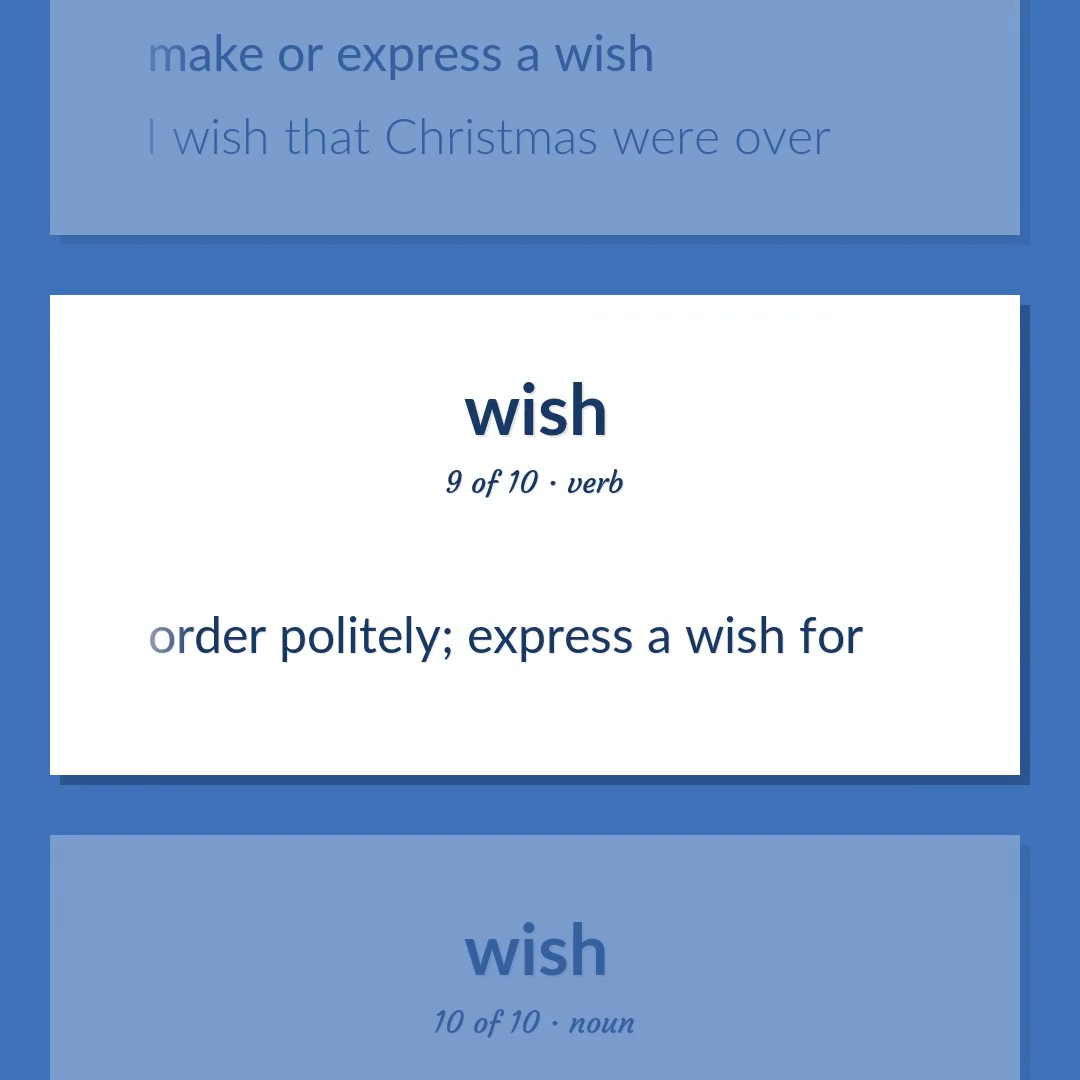 make or express a wish
I wish that Christmas were over
wish
9 of 10 · verb
order politely; express a wish for
wish
10 of 10 · noun